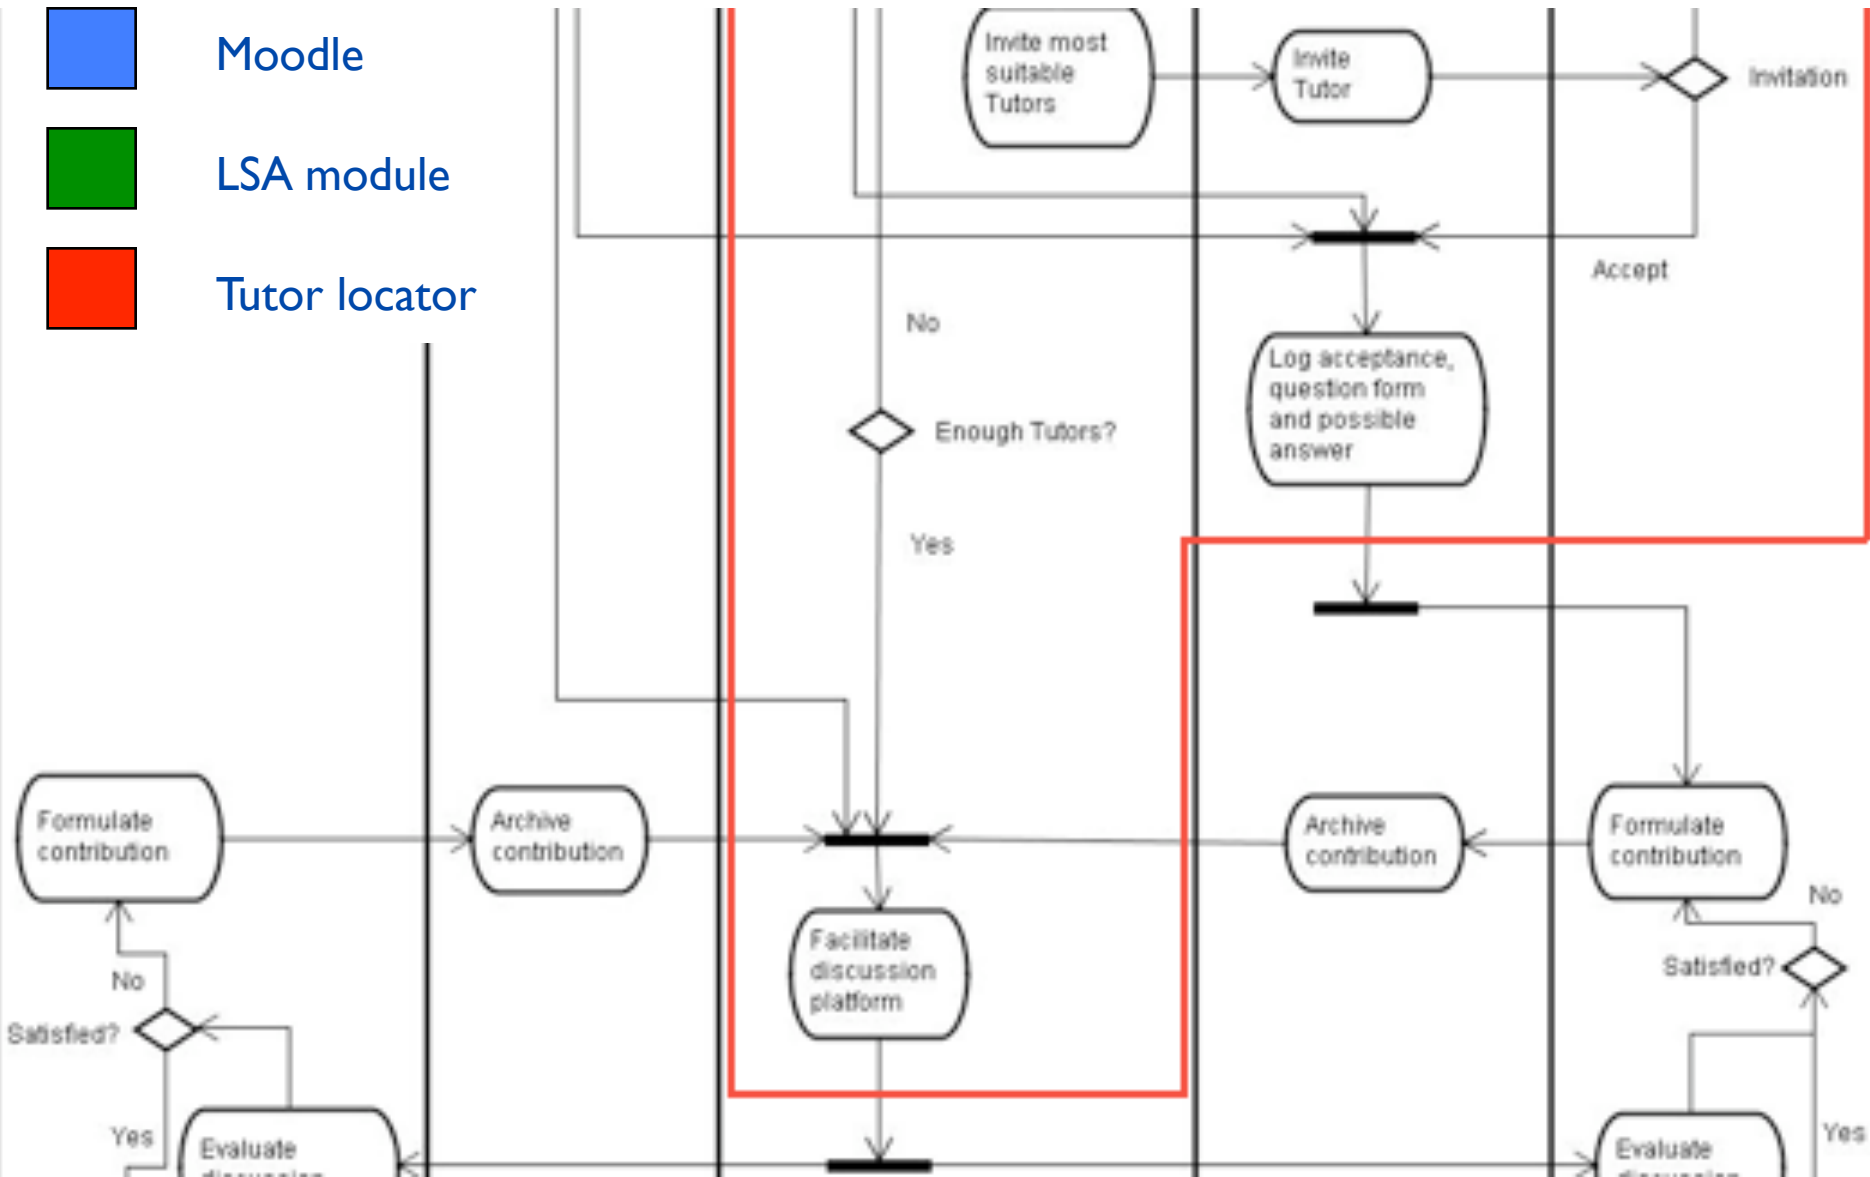 Moodle
LSA module
Tutor locator
Invite most
suitable
Tutors
Invite
Tutor
Invitation
Accept
No
Log acceptance,
question form
and possible
answer
Enough Tutors?
Yes
Formulate
contribution
Archive
contribution
Archive
contribution
Formulate
contribution
No
Facilitate
discussion
platform
Satisfied?
No
Satisfied?
Yes
Evaluate
discussion
Yes
Evaluate
discussion